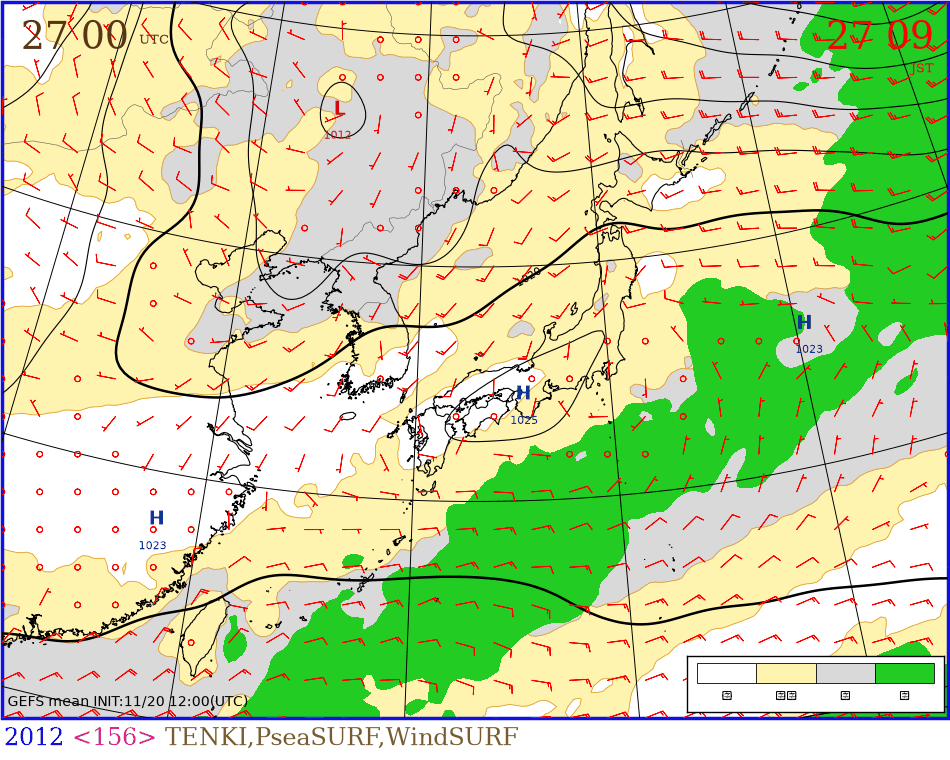 27 00 UTC
27 09
JST
L
1012
1020
H
1023
H
1025
H
1023
GEFS mean INIT:11/20 12:00(UTC)
2012 <156> TENKI,PseaSURF,WindSURF